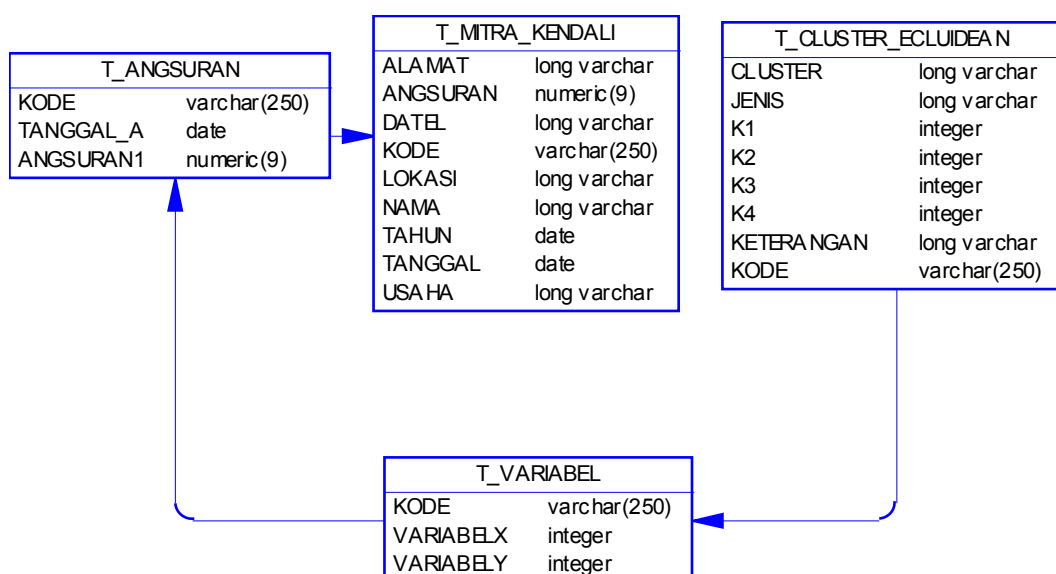 T_ANGSURAN
KODE varchar(250)
TANGGAL_A date
ANGSURAN1 numeric(9)
T_MITRA_KENDALI
ALAMAT long varchar
ANGSURAN numeric(9)
DATEL long varchar
KODE varchar(250)
LOKASI long varchar
NAMA long varchar
TAHUN date
TANGGAL date
USAHA long varchar
T_CLUSTER_ECLUIDEAN
CLUSTER long varchar
JENIS long varchar
K1 integer
K2 integer
K3 integer
K4 integer
KETERANGAN long varchar
KODE varchar(250)
T_VARIABEL
KODE varchar(250)
VARIABELX integer
VARIABELY integer